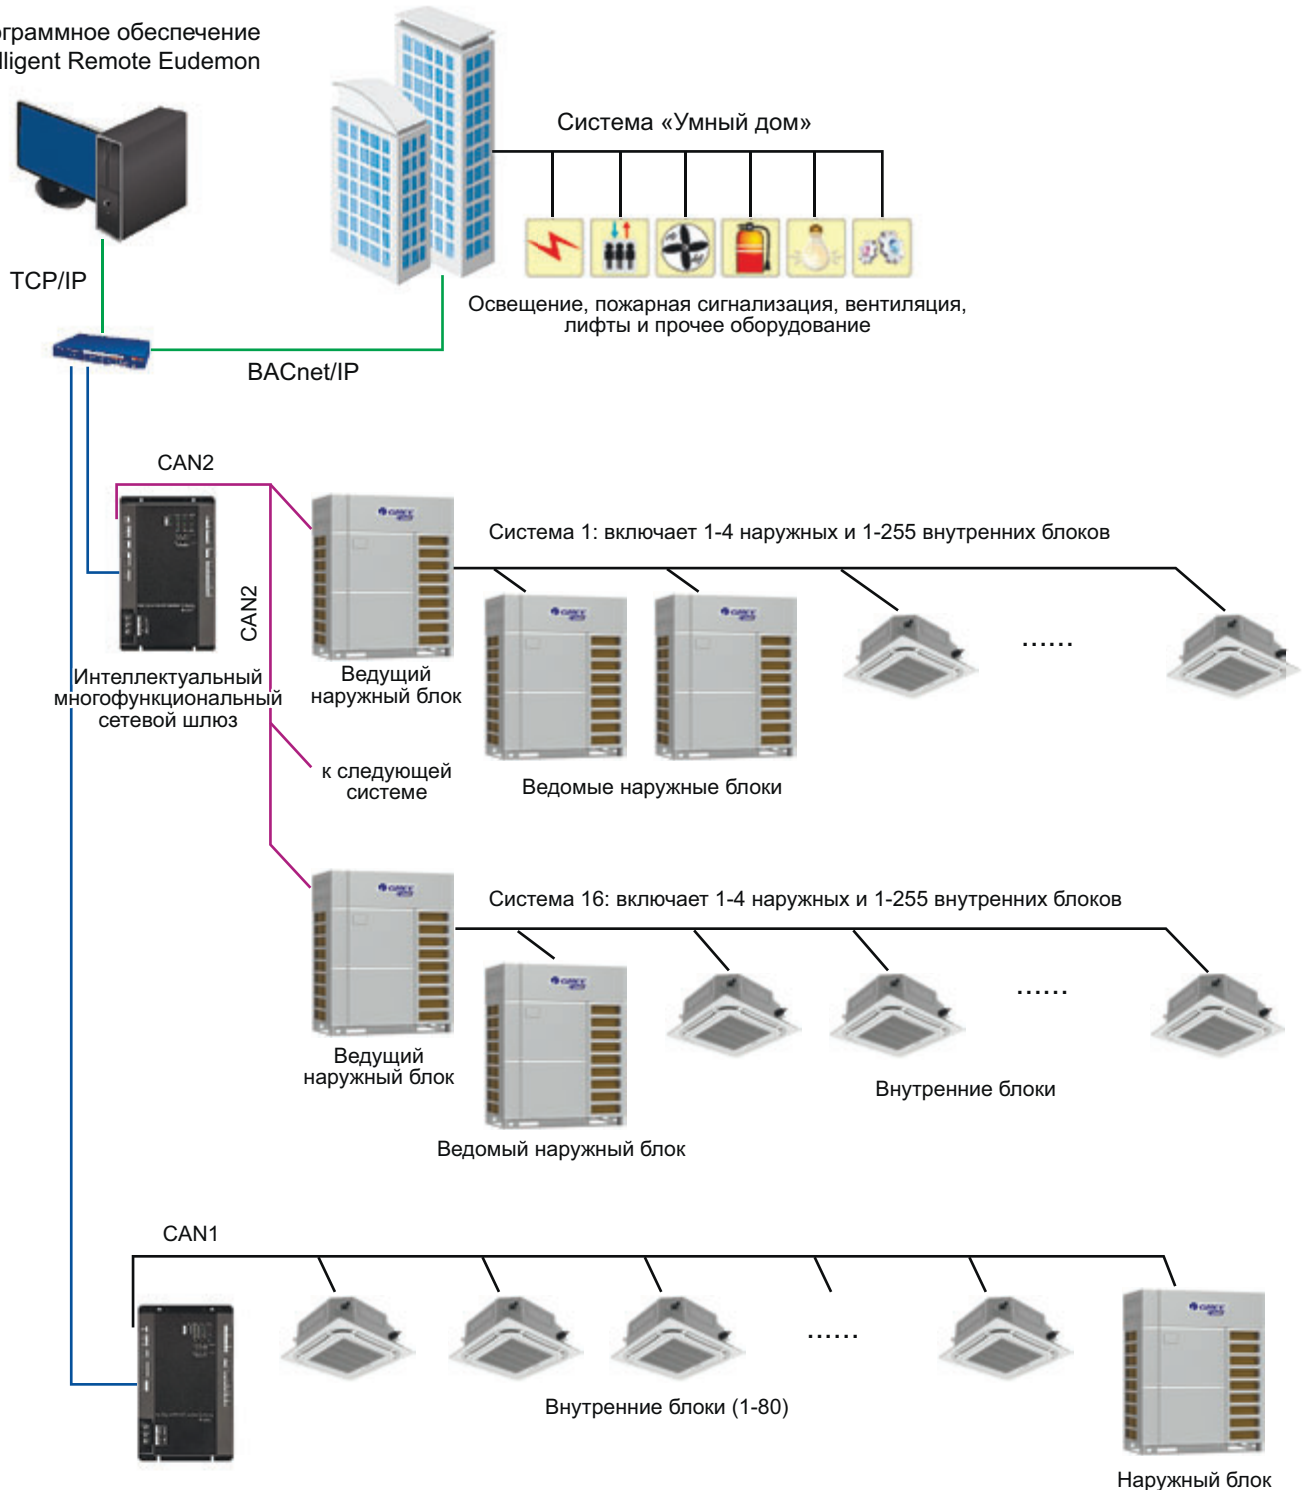 ограммное обеспечение
lligent Remote Eudemon
Система «Умный дом»
TCP/IP
Освещение, пожарная сигнализация, вентиляция,
лифты и прочее оборудование
BACnet/IP
CAN2
Система 1: включает 1-4 наружных и 1-255 внутренних блоков
CAN2
......
Интеллектуальный
многофункциональный
сетевой шлюз
Ведущий
наружный блок
к следующей
системе
Ведомые наружные блоки
Система 16: включает 1-4 наружных и 1-255 внутренних блоков
......
Ведущий
наружный блок
Внутренние блоки
Ведомый наружный блок
CAN1
......
Внутренние блоки (1-80)
Наружный блок